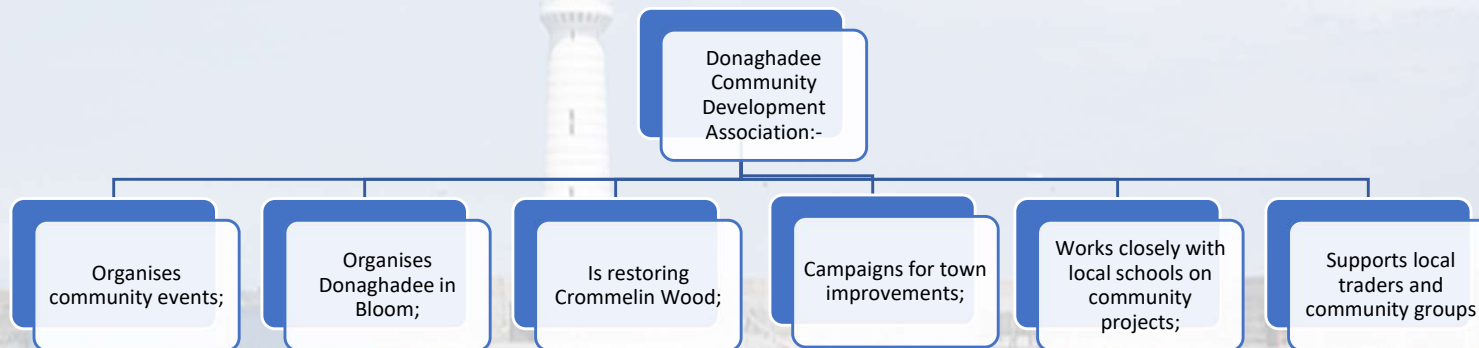 Donaghadee
Community
Development
Association:-
Organises
community events;
Organises
Donaghadee in
Bloom;
Is restoring
Crommelin Wood;
Campaigns for town
improvements;
Works closely with
local schools on
community
projects;
Supports local
traders and
community groups